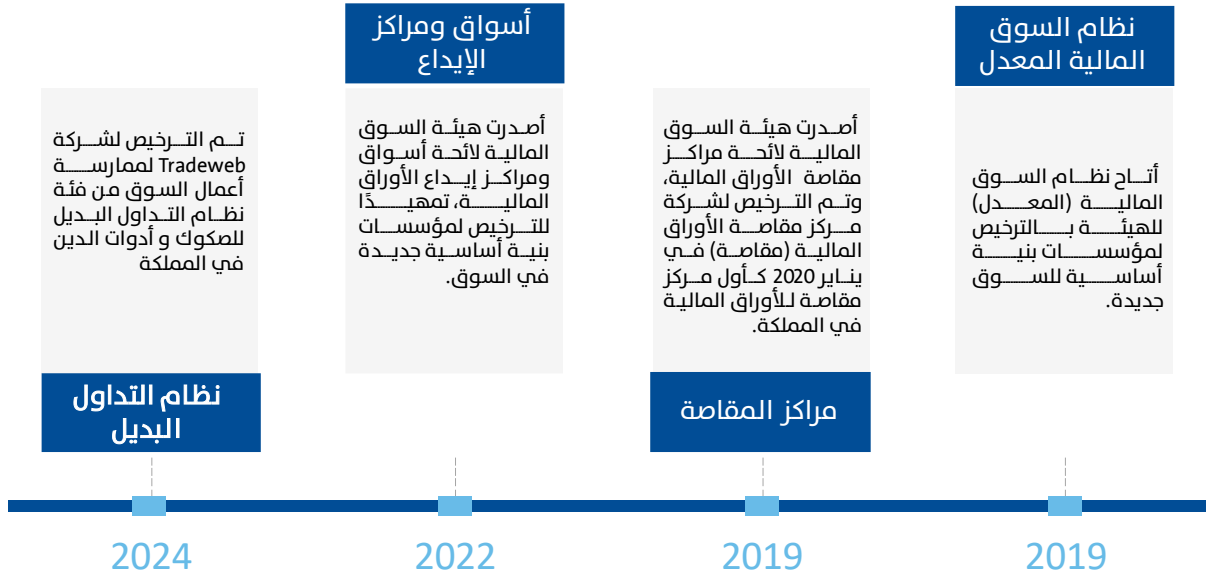 نظام السوق
المالية المعدل
أتاح نظام السوق
المالية (المعدل)
للهيئة بالترخيص
لمؤسسات بنية
أساسية للسوق
جديدة.
2019
أصدرت هيئة السوق
المالية لائحة مراكز
مقاصة الأوراق المالية،
وتم الترخيص لشركة
مركز مقاصة الأوراق
المالية (مقاصة) في
يناير 2020 كأول مركز
مقاصة للأوراق المالية
في المملكة.
مراكز المقاصة
2019
أسواق ومراكز
الإيداع
أصدرت هيئة السوق
المالية لائحة أسواق
ومراكز إيداع الأوراق
المالية، تمهيدًا
للترخيص لمؤسسات
بنية أساسية جديدة
في السوق.
2022
تم الترخيص لشركة
Tradeweb لممارسة
أعمال السوق من فئة
نظام التداول البديل
للصكوك و أدوات الدين
في المملكة
نظام التداول
البديل
2024